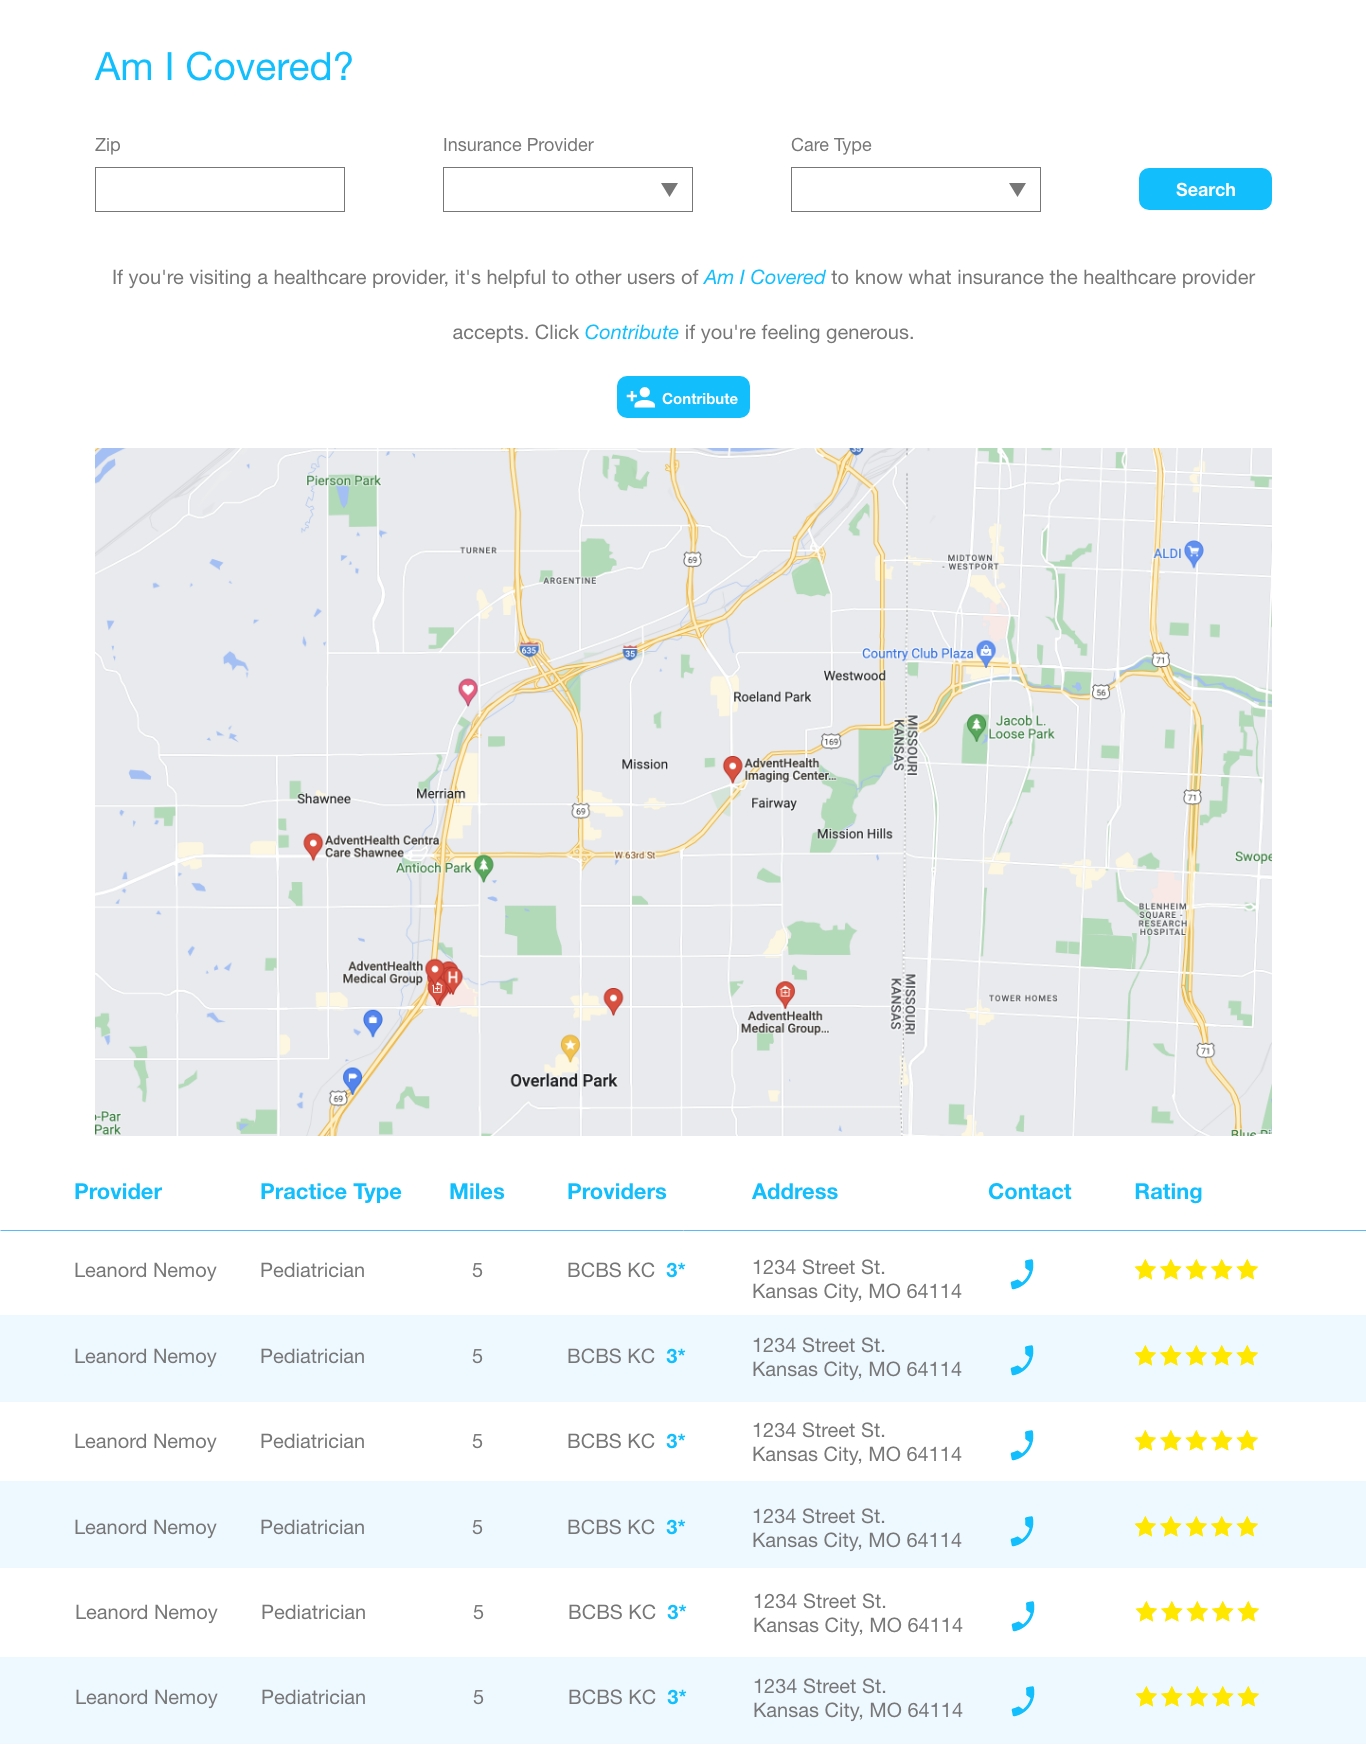 Am I Covered?
Zip
Insurance Provider
Care Type
Search
If you're visiting a healthcare provider, it's helpful to other users of Am I Covered to know what insurance the healthcare provider
accepts. Click Contribute if you're feeling generous.
Contribute
35
Pierson Park
TURNER
69
MIDTOWN
- WESTPORT
ALDI
ARGENTINE
635
35
Country Club Plaza
71
Westwood
Roeland Park
56
Jacob L.
Loose Park
169
MISSOURI
KANSAS
Mission
AdventHealth
Imaging Center...
Shawnee
Merriam
69
Fairway
71
Mission Hills
AdventHealth Centra
Care Shawnee
W 63rd St
Swope
Antioch Park
BLENHEIM
SQUARE -
RESEARCH
HOSPITAL
AdventHealth
Medical Group
H
MISSOURI
KANSAS
TOWER HOMES
AdventHealth
Medical Group...
71
Overland Park
69
-Par
Park
Provider Practice Type Miles Providers Address Contact Rating
Leanord Nemoy Pediatrician 5 BCBS KC 3* 1234 Street St.
Kansas City, MO 64114
Leanord Nemoy Pediatrician 5 BCBS KC 3* 1234 Street St.
Kansas City, MO 64114
Leanord Nemoy Pediatrician 5 BCBS KC 3* 1234 Street St.
Kansas City, MO 64114
Leanord Nemoy Pediatrician 5 BCBS KC 3* 1234 Street St.
Kansas City, MO 64114
Leanord Nemoy Pediatrician 5 BCBS KC 3* 1234 Street St.
Kansas City, MO 64114
Leanord Nemoy Pediatrician 5 BCBS KC 3* 1234 Street St.
Kansas City, MO 64114